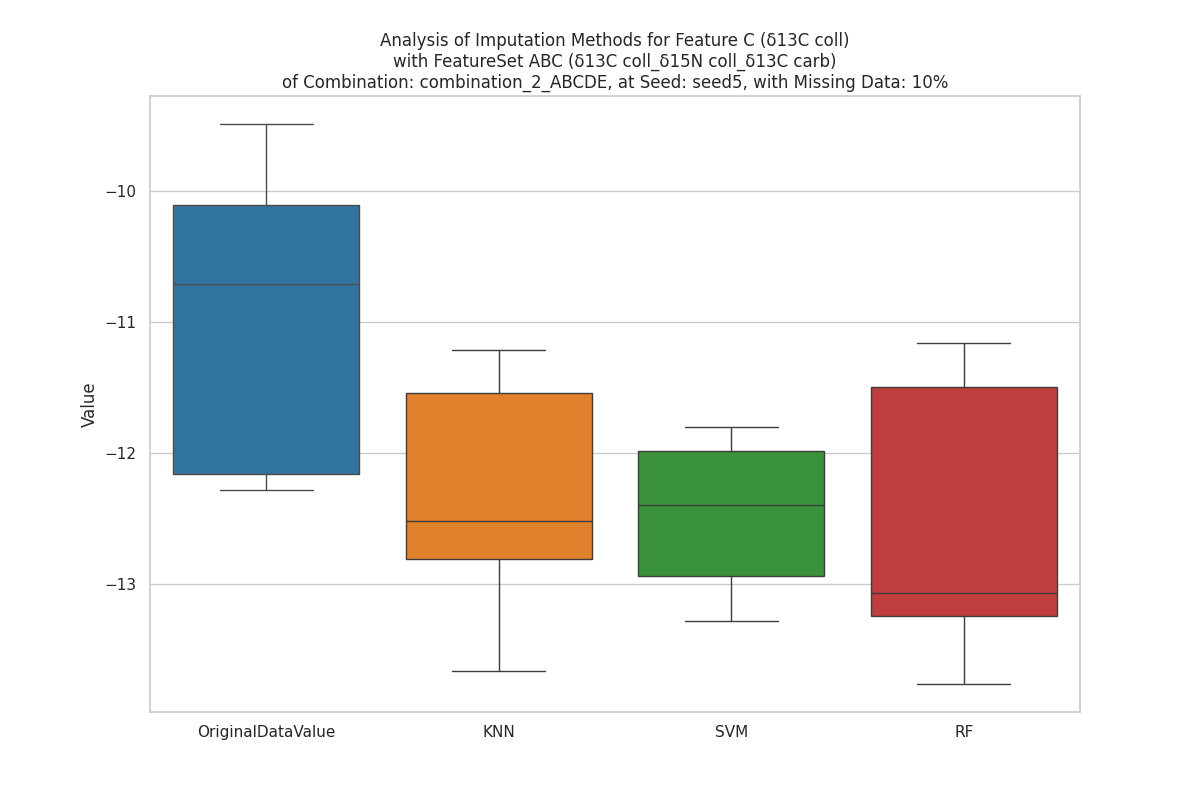 Analysis of Imputation Methods for Feature C (δ13C coll)
with FeatureSet ABC (δ13C coll_δ15N coll_δ13C carb)
of Combination: combination_2_ABCDE, at Seed: seed5, with Missing Data: 10%
Value
−10
−11
−12
−13
OriginalDataValue
KNN
SVM
RF